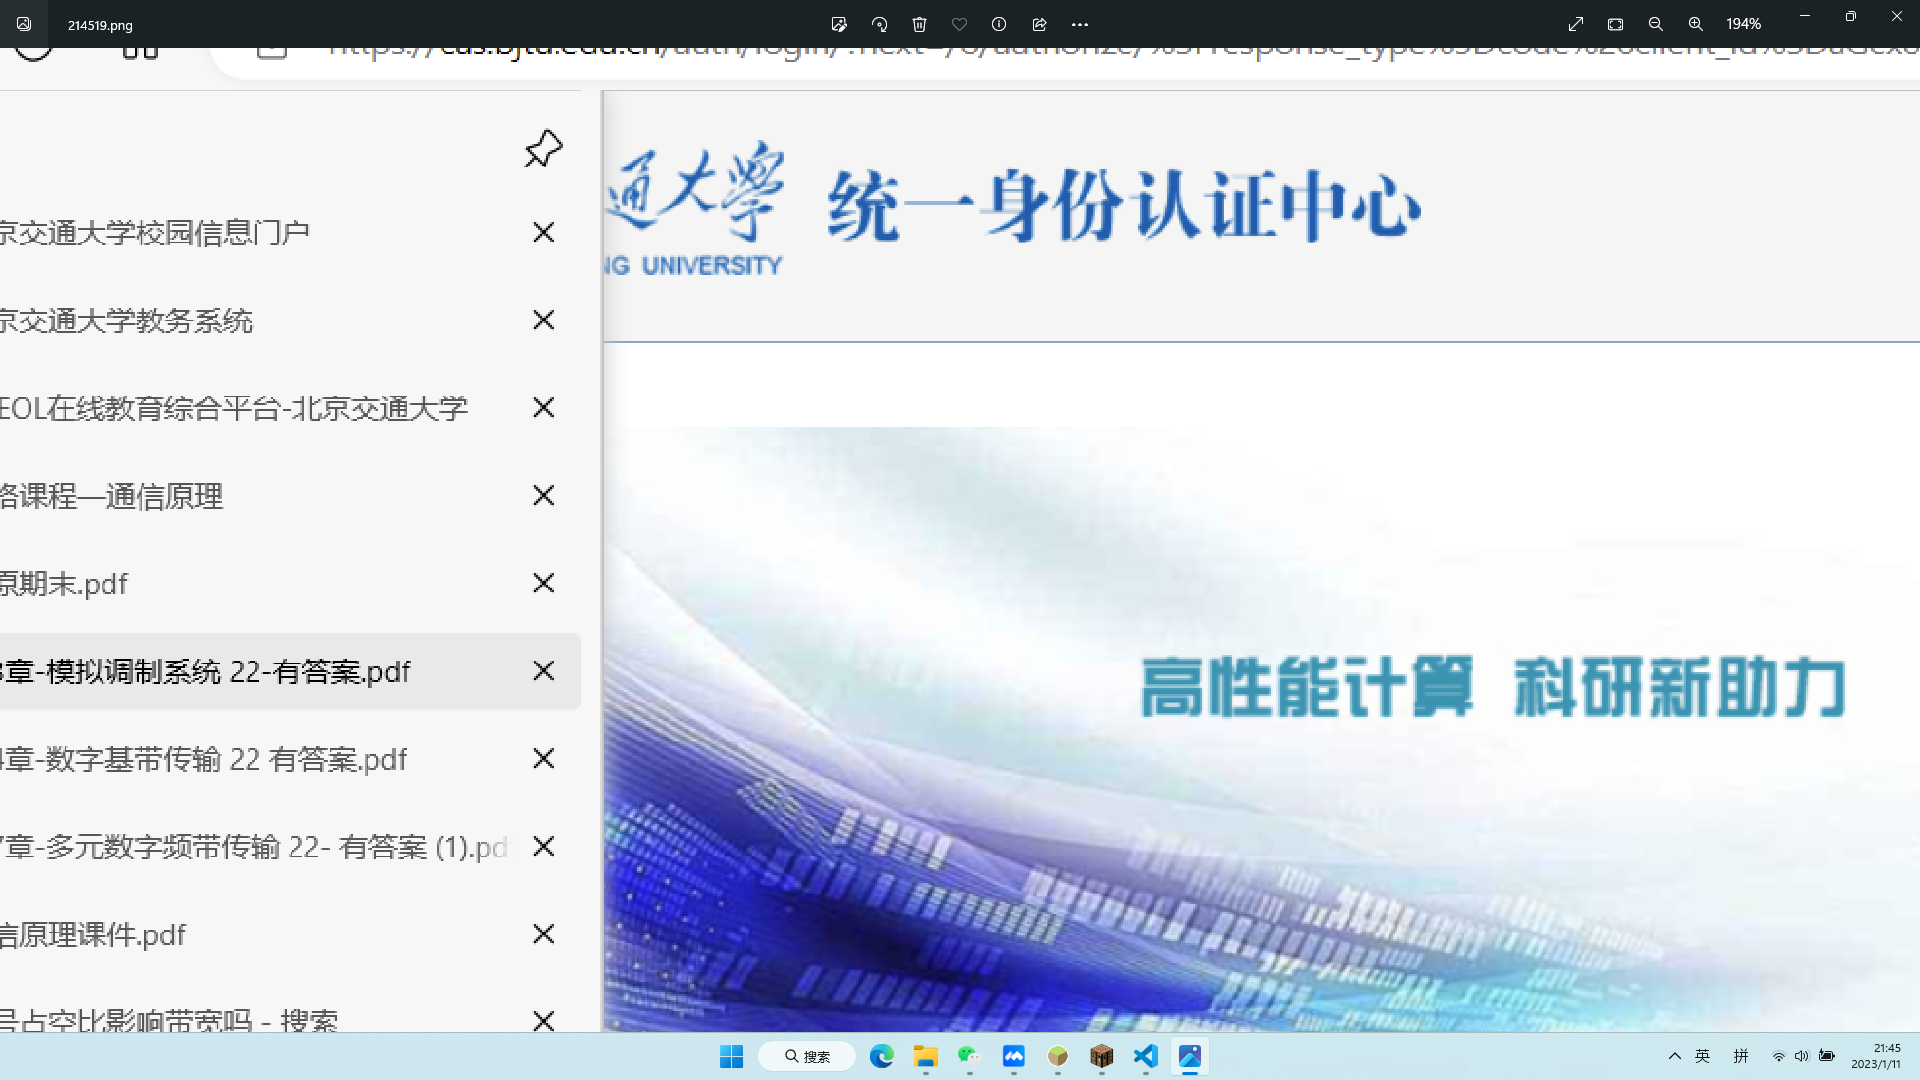 214519.png
194%
https://cas.bjtu.edu.cn/auth/login/?next=/o/authorize/%3Fresponse_type%3Dcode%26client_id%3DaGex8
通大学 统一身份认证中心
NG UNIVERSITY
京交通大学校园信息门户
京交通大学教务系统
EOL在线教育综合平台-北京交通大学
络课程—通信原理
原期末.pdf
3章-模拟调制系统 22-有答案.pdf
高性能计算 科研新助力
4章-数字基带传输 22 有答案.pdf
7章-多元数字频带传输 22- 有答案 (1).pd
信原理课件.pdf
号占空比影响带宽吗 - 搜索
搜索
英
拼
21:45
2023/1/11